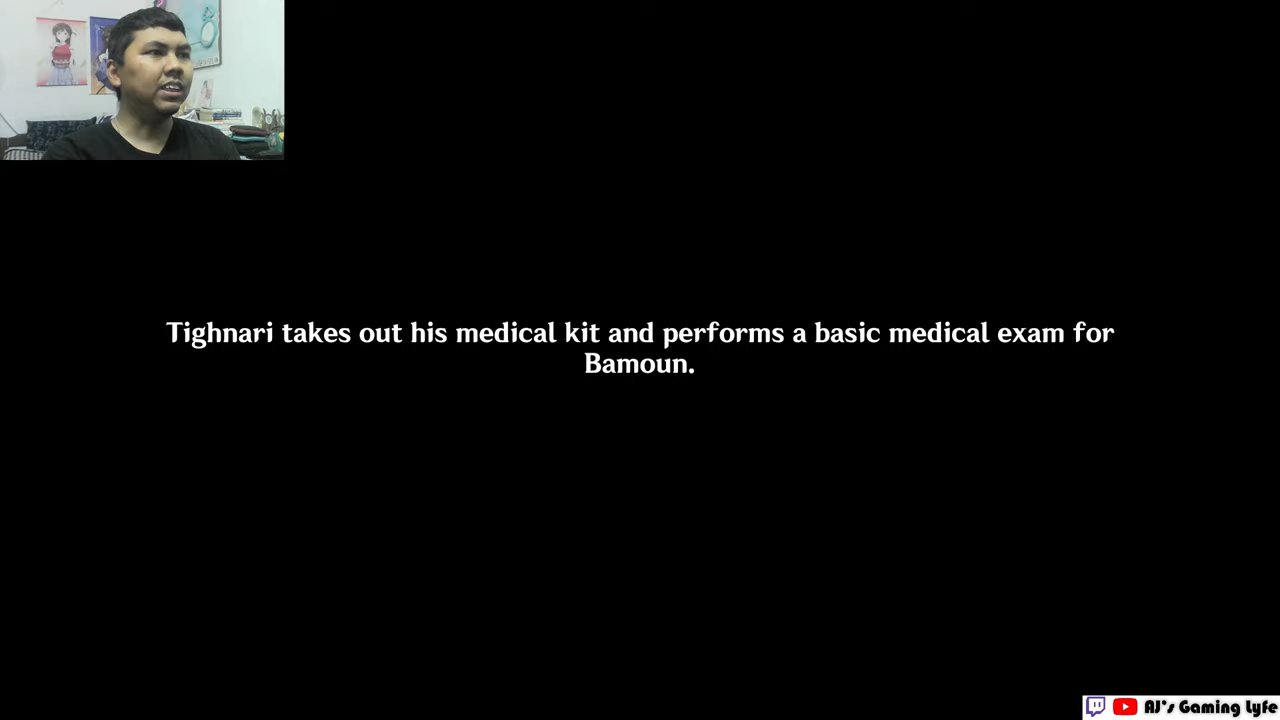 Tighnari takes out his medical kit and performs a basic medical exam for
Bamoun.
AJ's Gaming Lyfe